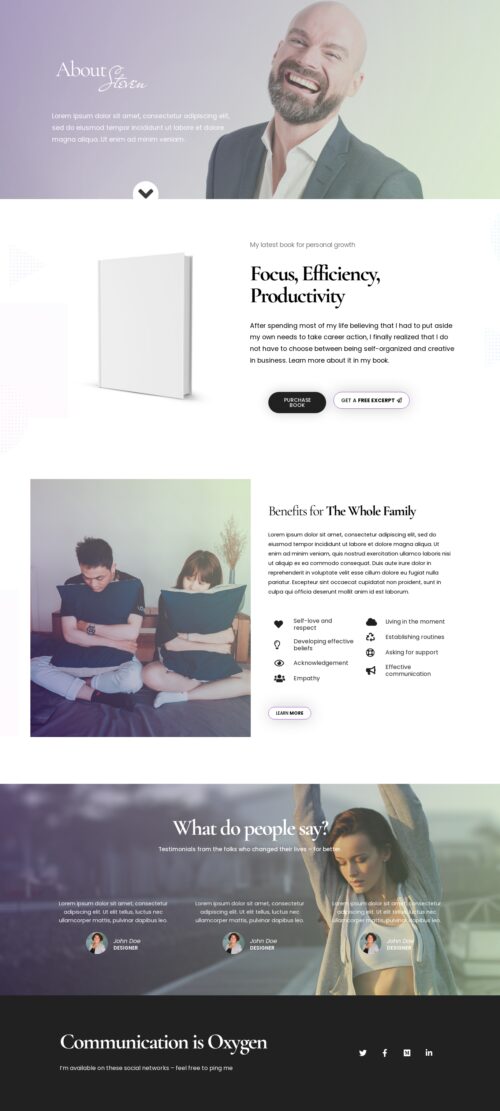 About Steven
Lorem ipsum dolor sit amet, consectetur adipiscing elit,
sed do eiusmod tempor incididunt ut labore et dolore
magna aliqua. Ut enim ad minim veniam.
My latest book for personal growth
Focus, Efficiency,
Productivity
After spending most of my life believing that I had to put aside
my own needs to take career action, I finally realized that I do
not have to choose between being self-organized and creative
in business. Learn more about it in my book.
PURCHASE
BOOK
GET A FREE EXCERPT
Benefits for The Whole Family
Lorem ipsum dolor sit amet, consectetur adipiscing elit, sed do
eiusmod tempor incididunt ut labore et dolore magna aliqua. Ut
enim ad minim veniam, quis nostrud exercitation ullamco laboris nisi
ut aliquip ex ea commodo consequat. Duis aute irure dolor in
reprehenderit in voluptate velit esse cillum dolore eu fugiat nulla
pariatur. Excepteur sint occaecat cupidatat non proident, sunt in
culpa qui officia deserunt mollit anim id est laborum.
Self-love and
respect
Developing effective
beliefs
Acknowledgement
Empathy
Living in the moment
Establishing routines
Asking for support
Effective
communication
LEARN MORE
What do people say?
Testimonials from the folks who changed their lives – for better
Lorem ipsum dolor sit amet, consectetur
adipiscing elit. Ut elit tellus, luctus nec
ullamcorper mattis, pulvinar dapibus leo.
John Doe
DESIGNER
Lorem ipsum dolor sit amet, consectetur
adipiscing elit. Ut elit tellus, luctus nec
ullamcorper mattis, pulvinar dapibus leo.
John Doe
DESIGNER
Lorem ipsum dolor sit amet, consectetur
adipiscing elit. Ut elit tellus, luctus nec
ullamcorper mattis, pulvinar dapibus leo.
John Doe
DESIGNER
Communication is Oxygen
I'm available on these social networks – feel free to ping me